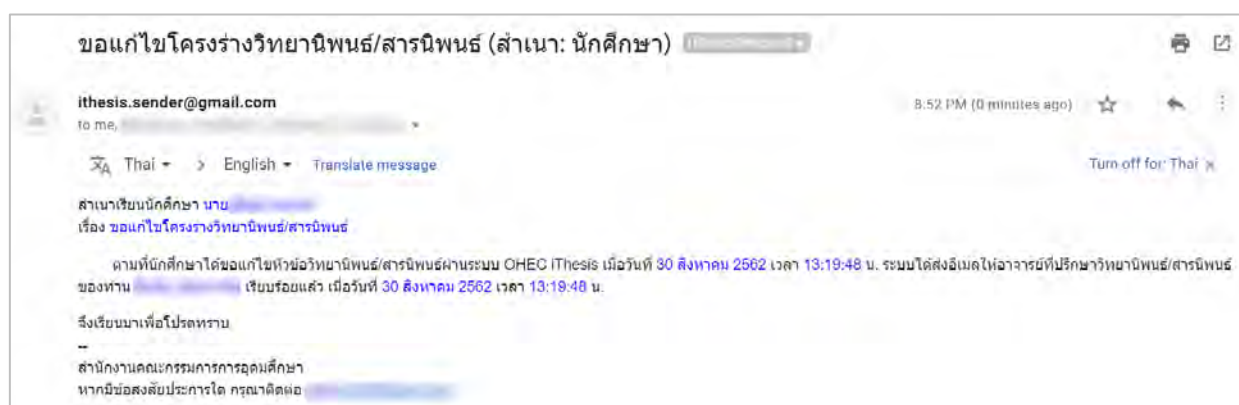 ขอแก้ไขโครงร่างวิทยานิพนธ์/สารนิพนธ์ (สำเนา: นักศึกษา)
ithesis.sender@gmail.com
8:52 PM (0 minutes ago)
to me,
Thai > English Translate message
Turn off for: Thai x
สำเนาเรียนนักศึกษา นาย
เรื่อง ขอแก้ไขโครงร่างวิทยานิพนธ์/สารนิพนธ์
ตามที่นักศึกษาได้ขอแก้ไขหัวข้อวิทยานิพนธ์/สารนิพนธ์ผ่านระบบ OHEC iThesis เมื่อวันที่ 30 สิงหาคม 2562 เวลา 13:19:48 น. ระบบได้ส่งอีเมลให้อาจารย์ที่ปรึกษาวิทยานิพนธ์/สารนิพนธ์
ของท่าน เรียบร้อยแล้ว เมื่อวันที่ 30 สิงหาคม 2562 เวลา 13:19:48 น.
จึงเรียนมาเพื่อโปรดทราบ
--
สำนักงานคณะกรรมการการอุดมศึกษา
หากมีข้อสงสัยประการใด กรุณาติดต่อ